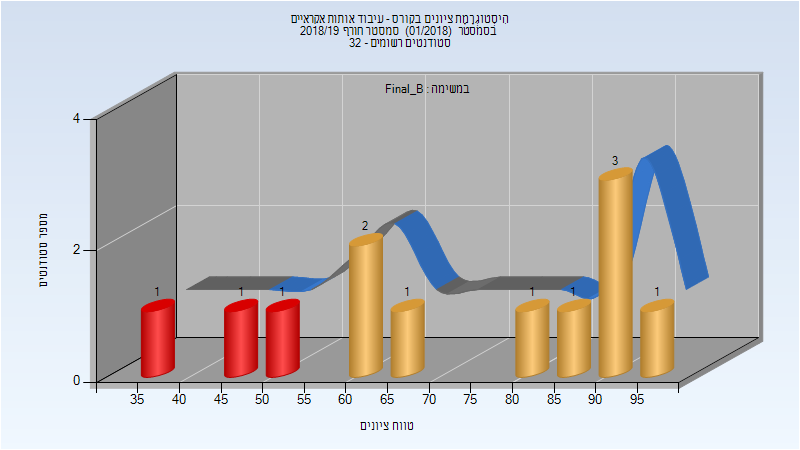 היסטוגרמת ציונים בקורס - עיבוד אותות אקראיים
בסמסטר (01/2018) סמסטר חורף 2018/19
סטודנטים רשומים - 32
במשימה : Final_B
מספר סטודנטים
4
2
0
1
1
1
2
1
1
1
3
1
35 40 45 50 55 60 65 70 75 80 85 90 95
טווח ציונים